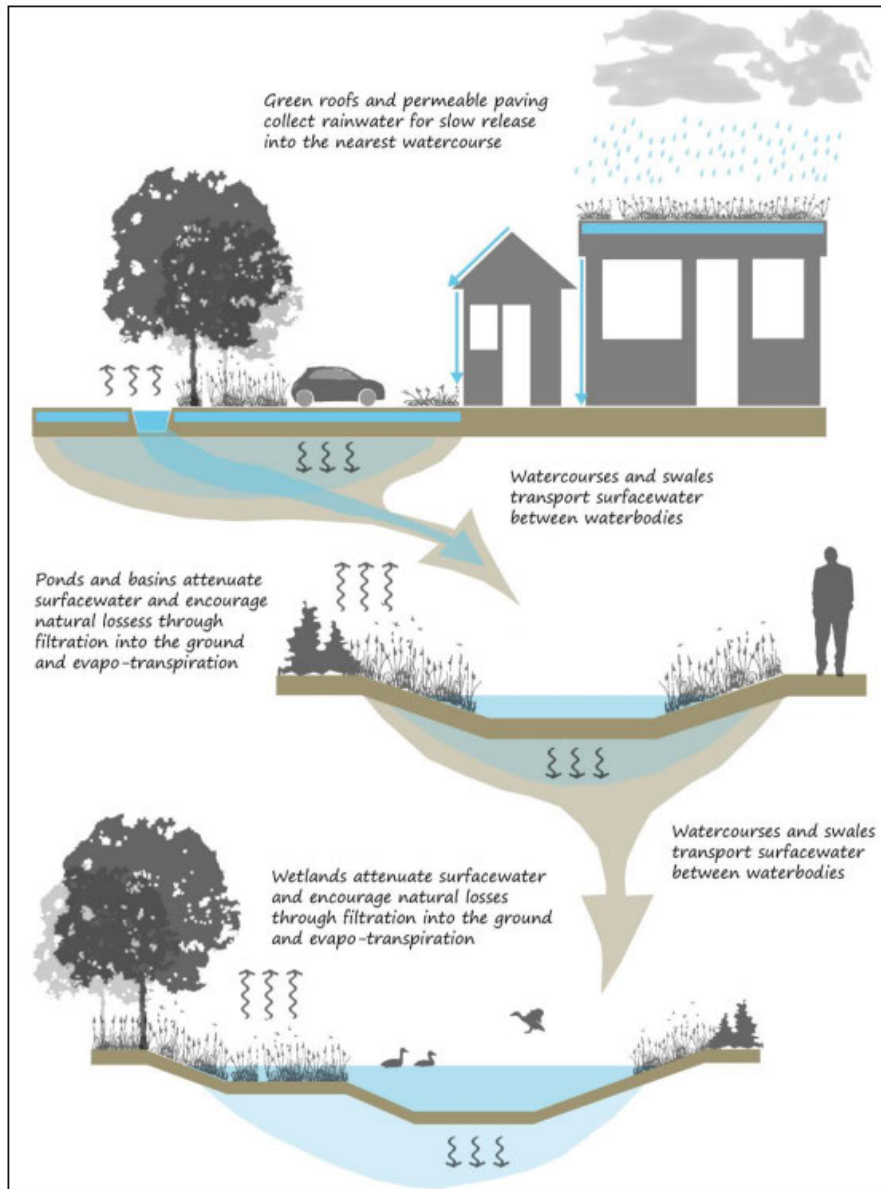 Green roofs and permeable paving
collect rainwater for slow release
into the nearest watercourse
Watercourses and swales
transport surfacewater
between waterbodies
Ponds and basins attenuate
surfacewater and encourage
natural lossess through
filtration into the ground
and evapo-transpiration
Watercourses and swales
transport surfacewater
between waterbodies
Wetlands attenuate surfacewater
and encourage natural losses
through filtration into the ground
and evapo-transpiration